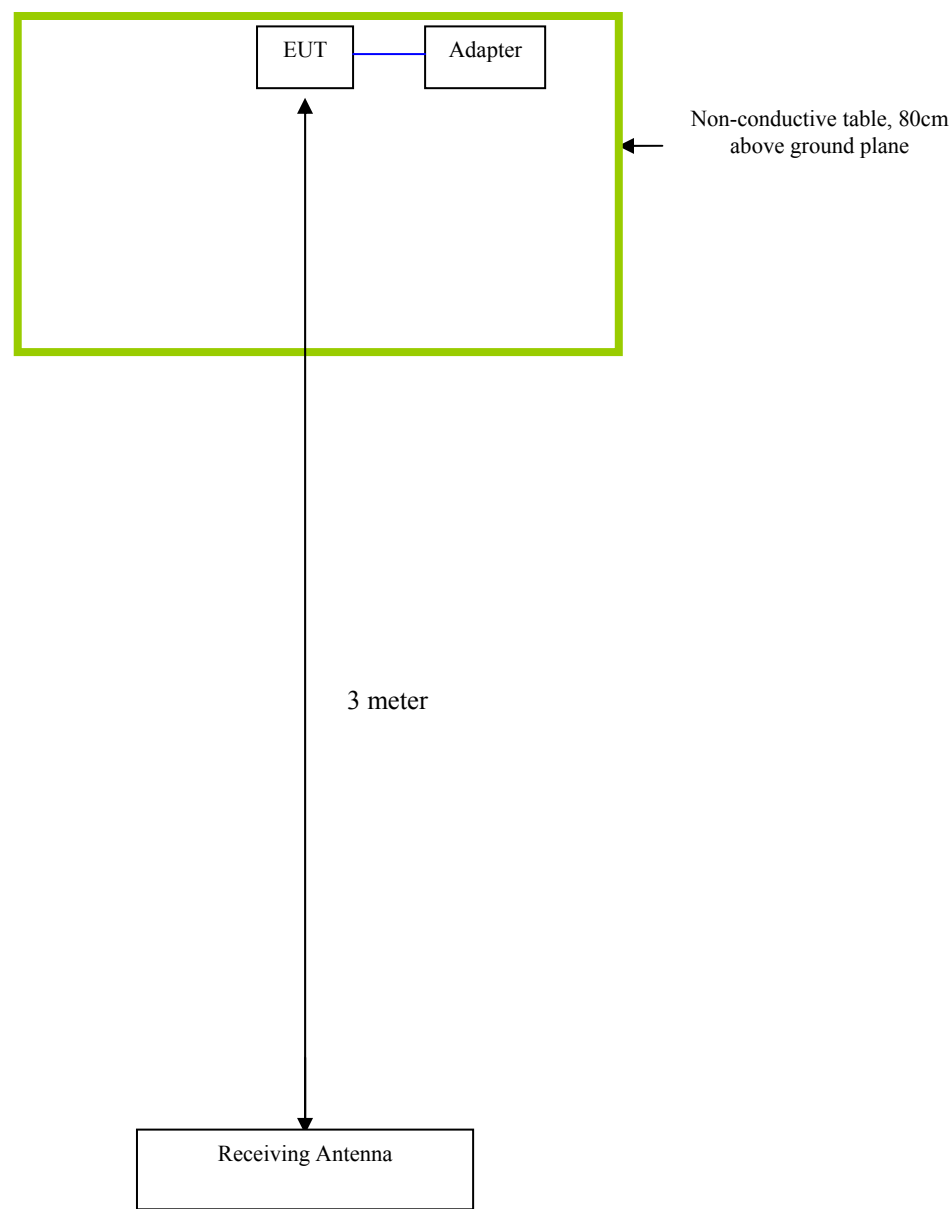 EUT
Adapter
Non-conductive table, 80cm
above ground plane
3 meter
Receiving Antenna